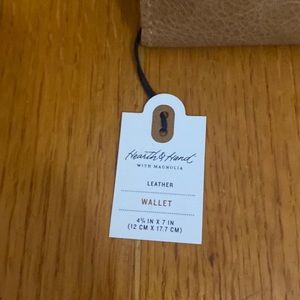 Hearth & Hand
WITH MAGNOLIA
LEATHER
WALLET
4¾ IN X 7 IN
(12 CM X 17.7 CM)